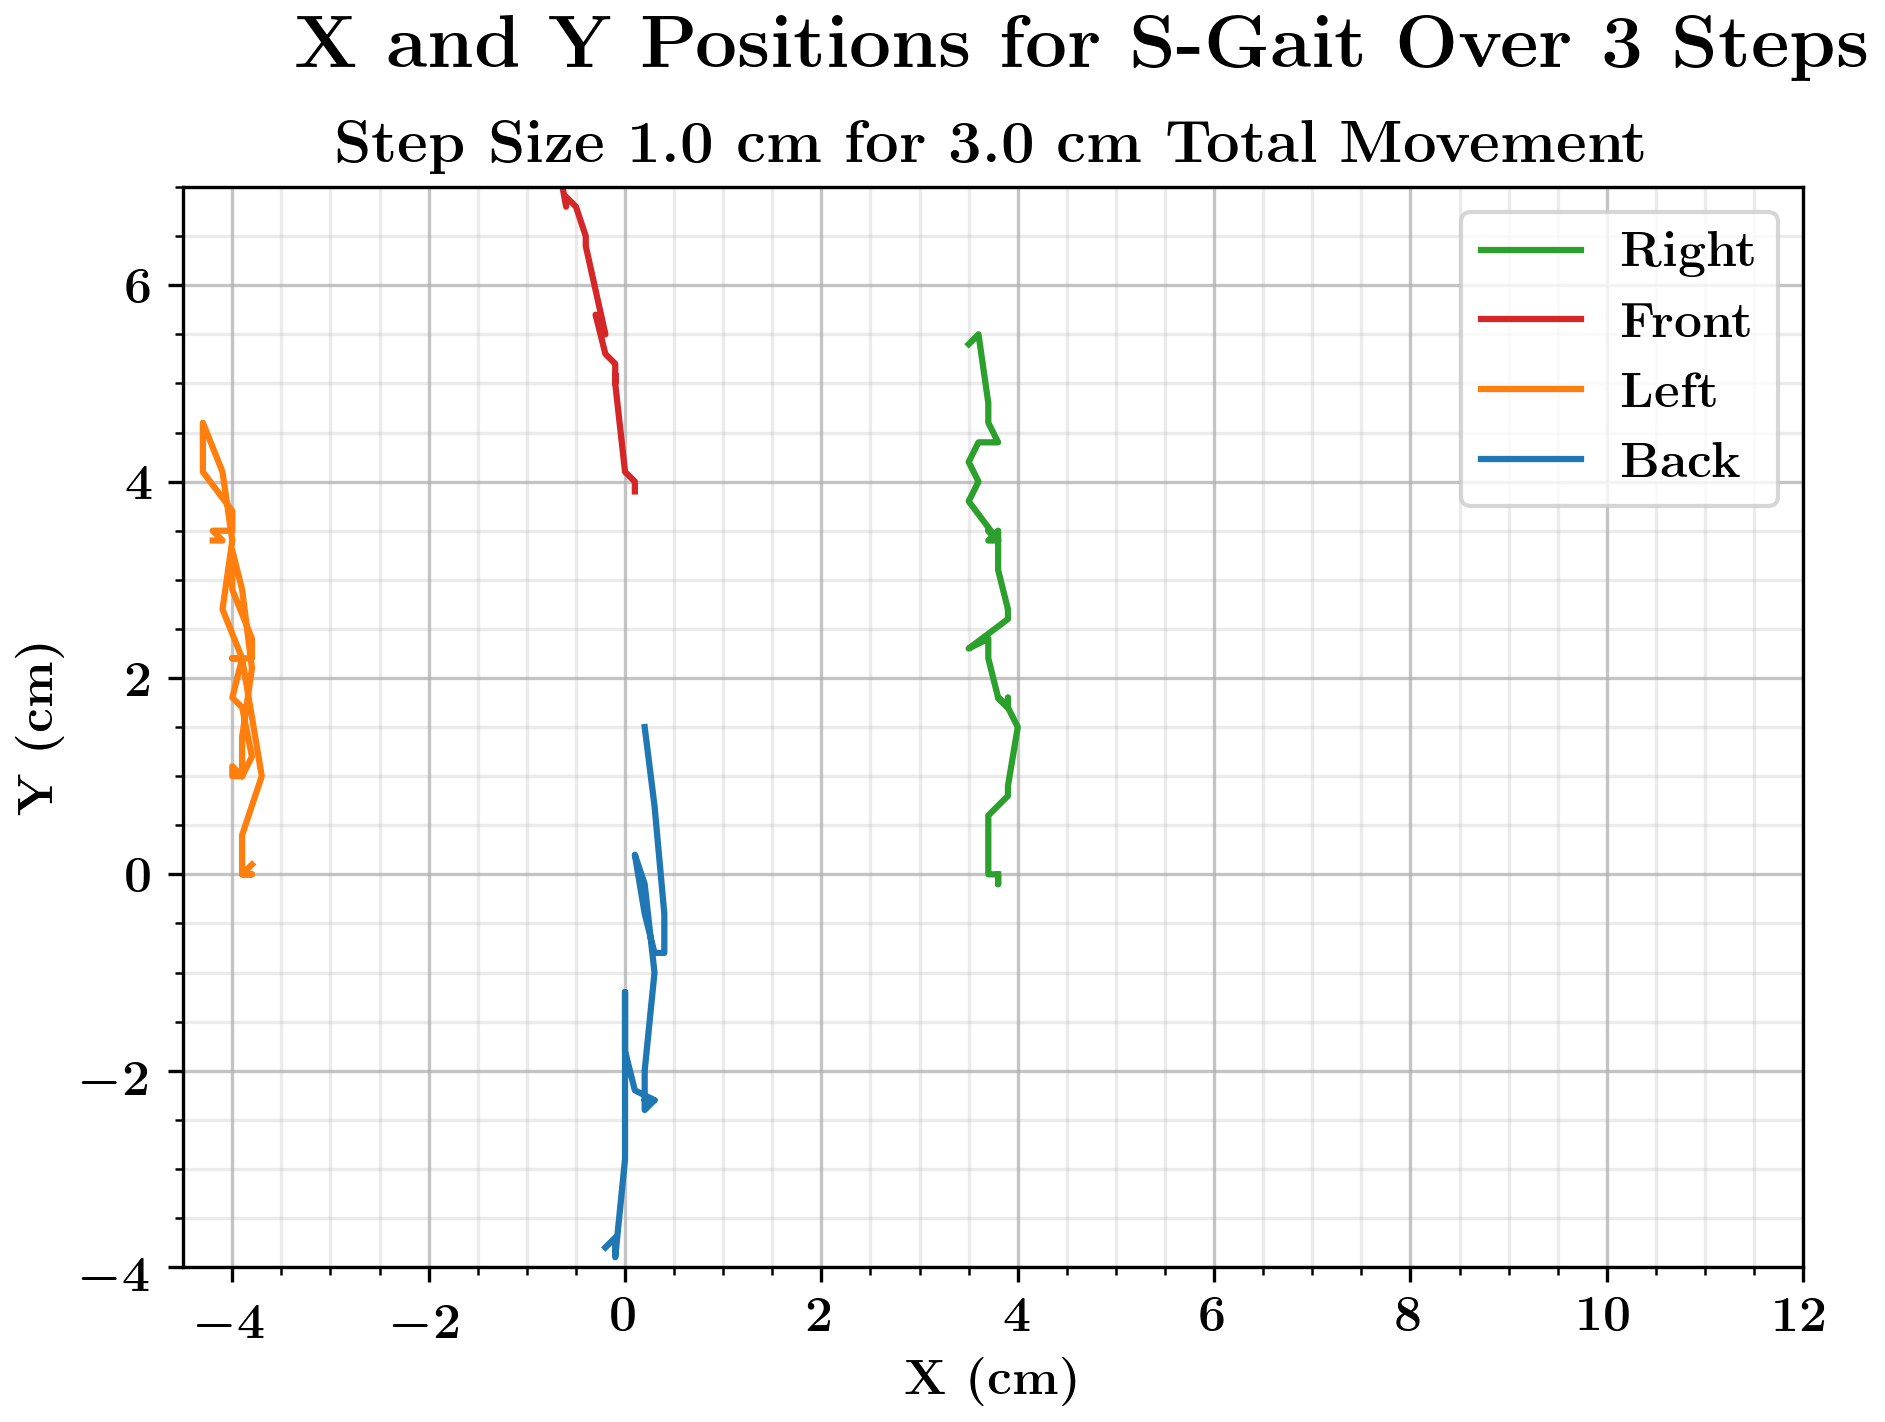 X and Y Positions for S-Gait Over 3 Steps
Step Size 1.0 cm for 3.0 cm Total Movement
Right
Front
Left
Back
6
4
2
0
−2
−4
Y (cm)
−4 −2 0 2 4 6 8 10 12
X (cm)